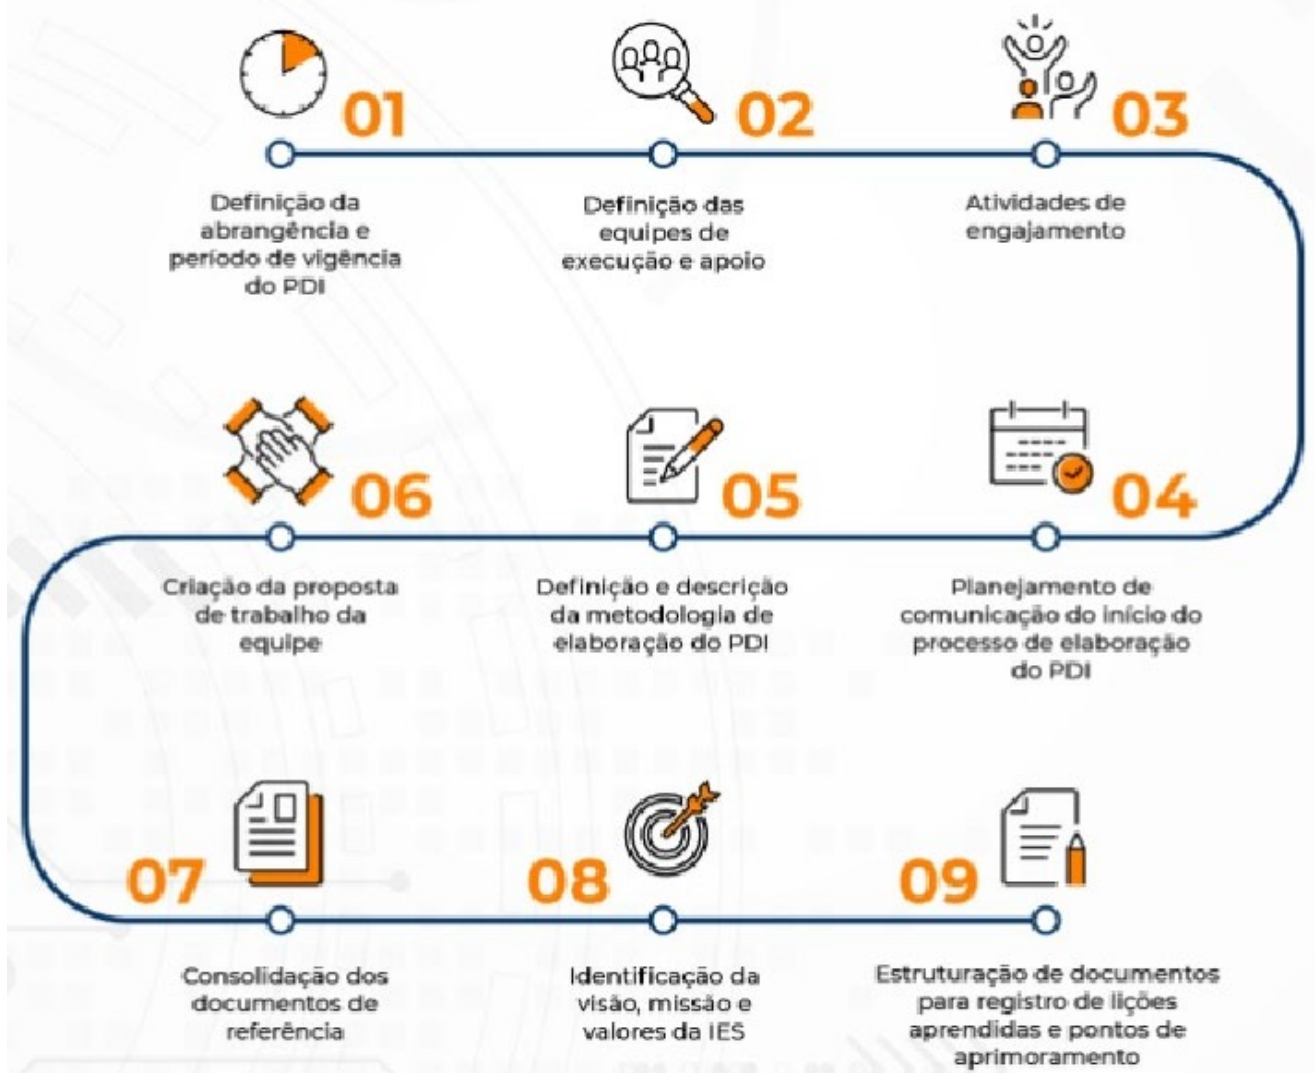 01
Definição da
abrangência e
período de vigência
do PDI
02
Definição das
equipes de
execução e apoio
03
Atividades de
engajamento
04
Planejamento de
comunicação do início do
processo de elaboração
do PDI
05
Definição e descrição
da metodologia de
elaboração do PDI
06
Criação da proposta
de trabalho da
equipe
07
Consolidação dos
documentos de
referência
08
Identificação da
visão, missão e
valores da IES
09
Estruturação de documentos
para registro de lições
aprendidas e pontos de
aprimoramento